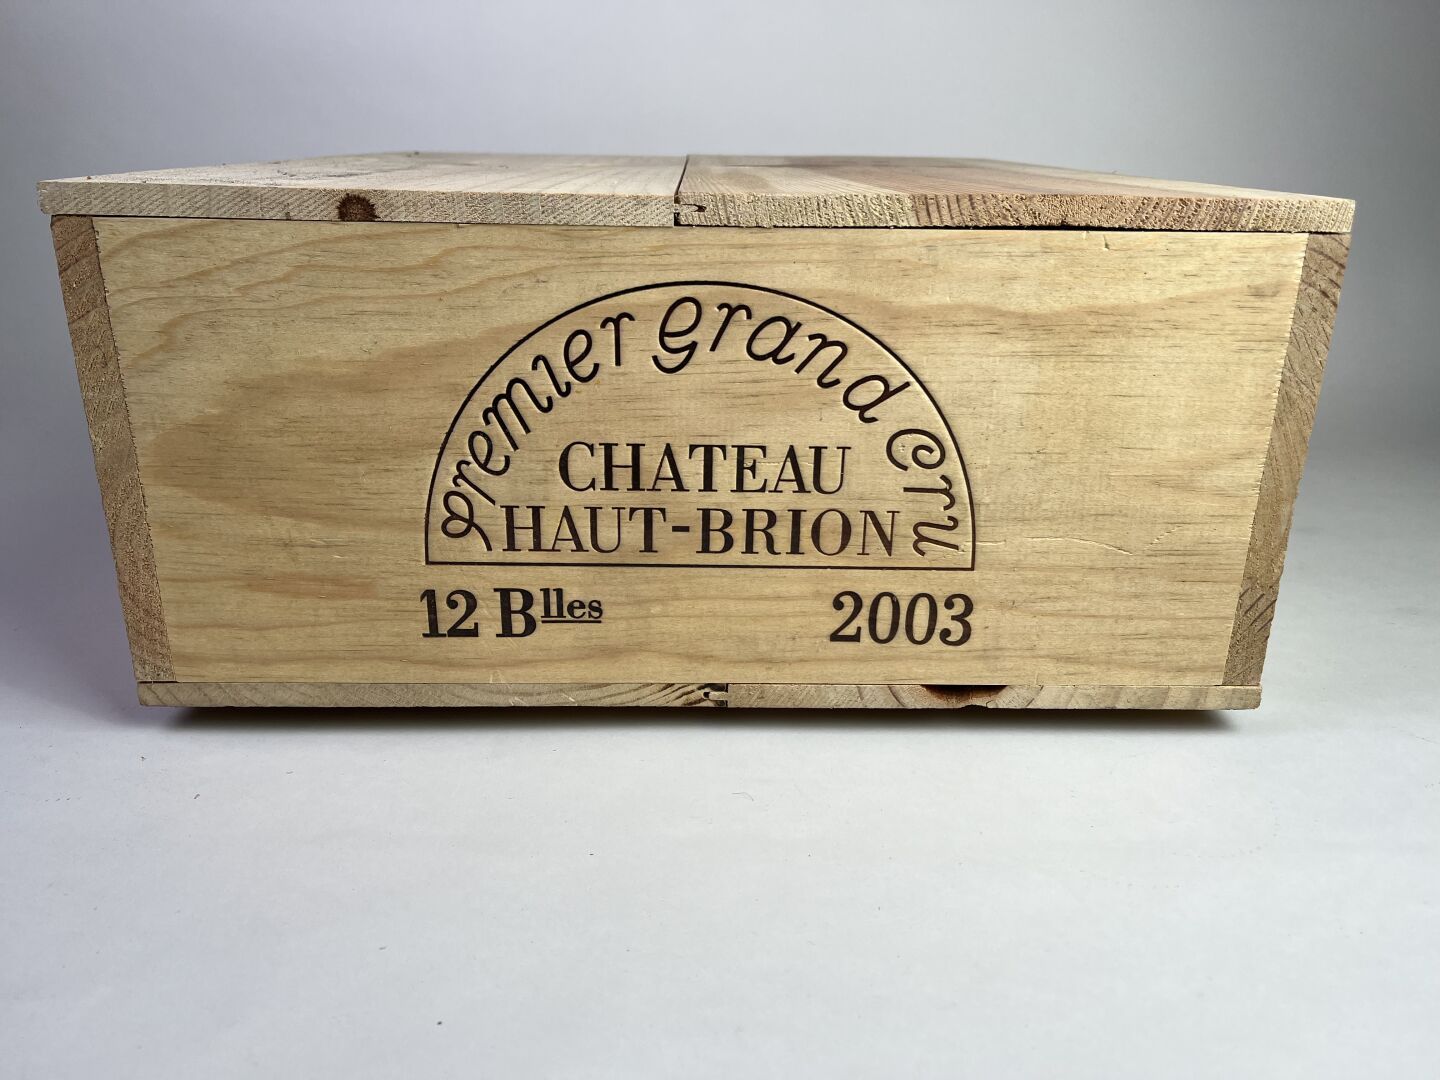 Premier Grand Cru
CHATEAU
HAUT-BRION
12 Blles 2003